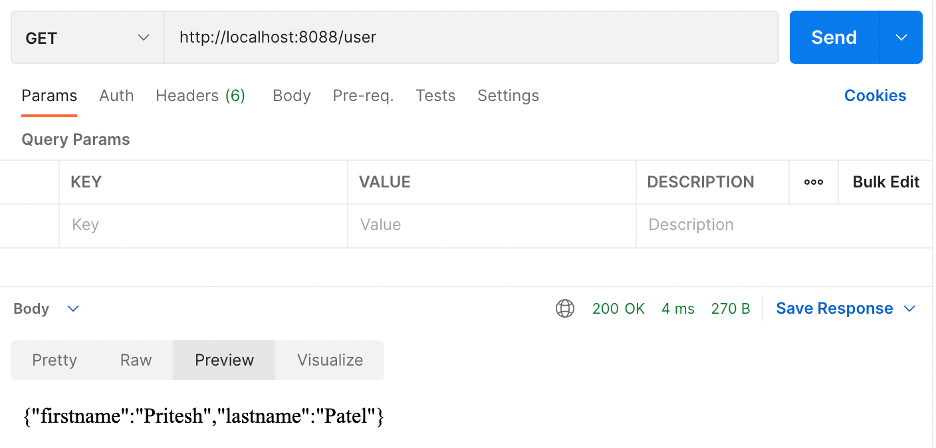 GET http://localhost:8088/user Send
Params Auth Headers (6) Body Pre-req. Tests Settings Cookies
Query Params
KEY VALUE DESCRIPTION ooo Bulk Edit
Key Value Description
Body 200 OK 4 ms 270 B Save Response
Pretty Raw Preview Visualize
{"firstname":"Pritesh","lastname":"Patel"}